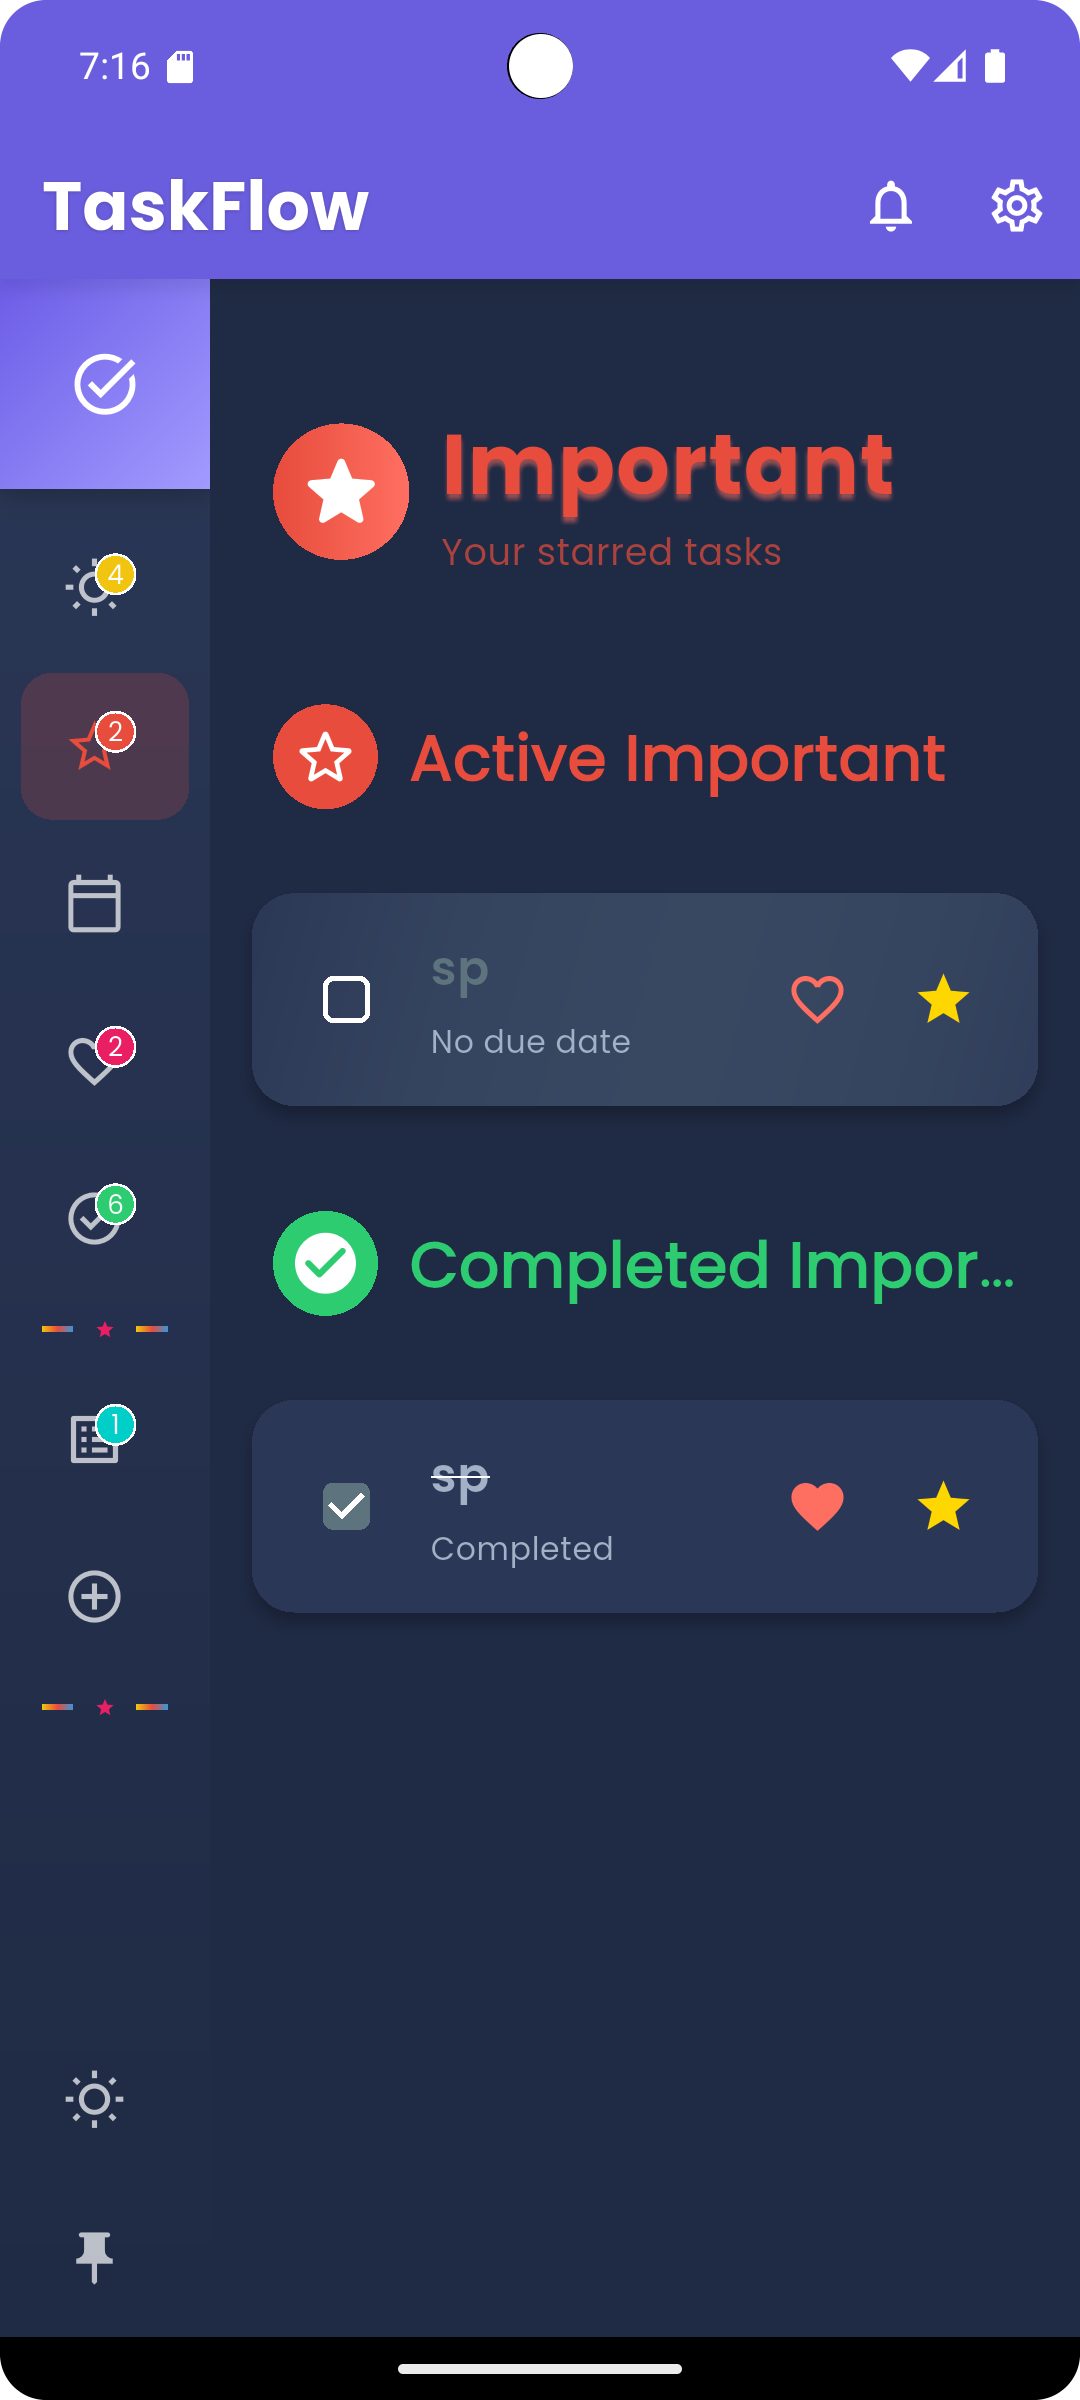 7:16
TaskFlow
Important
Your starred tasks
4
2
Active Important
sp
No due date
2
6
Completed Impor...
1
sp
Completed